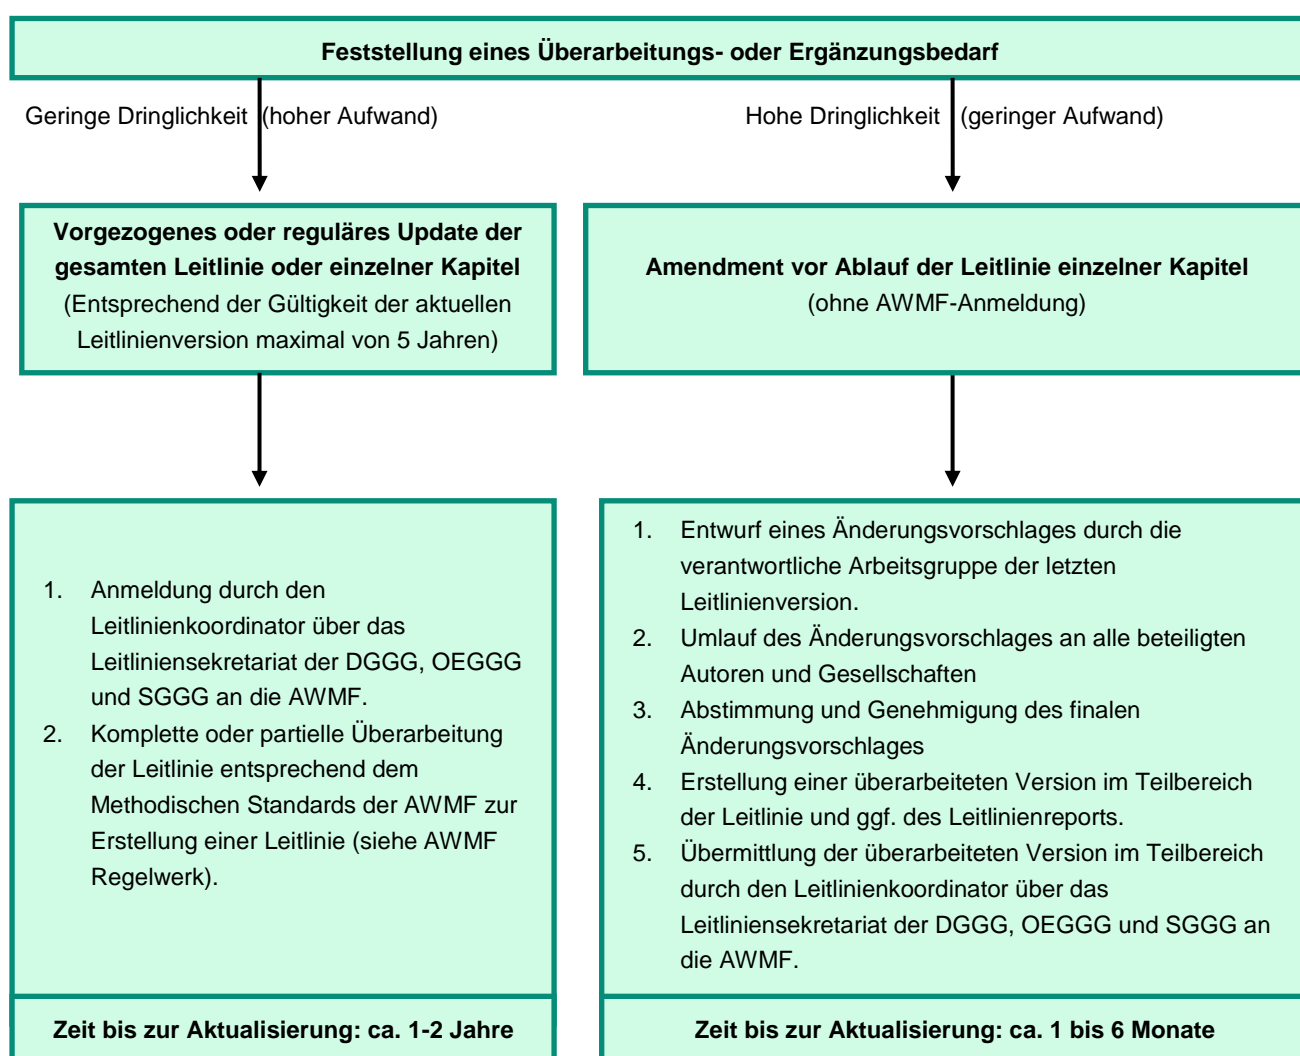 Feststellung eines Überarbeitungs- oder Ergänzungsbedarf
Geringe Dringlichkeit (hoher Aufwand)
Hohe Dringlichkeit (geringer Aufwand)
Vorgezogenes oder reguläres Update der
gesamten Leitlinie oder einzelner Kapitel
(Entsprechend der Gültigkeit der aktuellen
Leitlinienversion maximal von 5 Jahren)
Amendment vor Ablauf der Leitlinie einzelner Kapitel
(ohne AWMF-Anmeldung)
1. Anmeldung durch den
Leitlinienkoordinator über das
Leitliniensekretariat der DGGG, OEGGG
und SGGG an die AWMF.
2. Komplette oder partielle Überarbeitung
der Leitlinie entsprechend dem
Methodischen Standards der AWMF zur
Erstellung einer Leitlinie (siehe AWMF
Regelwerk).
Zeit bis zur Aktualisierung: ca. 1-2 Jahre
1. Entwurf eines Änderungsvorschlages durch die
verantwortliche Arbeitsgruppe der letzten
Leitlinienversion.
2. Umlauf des Änderungsvorschlages an alle beteiligten
Autoren und Gesellschaften
3. Abstimmung und Genehmigung des finalen
Änderungsvorschlages
4. Erstellung einer überarbeiteten Version im Teilbereich
der Leitlinie und ggf. des Leitlinienreports.
5. Übermittlung der überarbeiteten Version im Teilbereich
durch den Leitlinienkoordinator über das
Leitliniensekretariat der DGGG, OEGGG und SGGG an
die AWMF.
Zeit bis zur Aktualisierung: ca. 1 bis 6 Monate